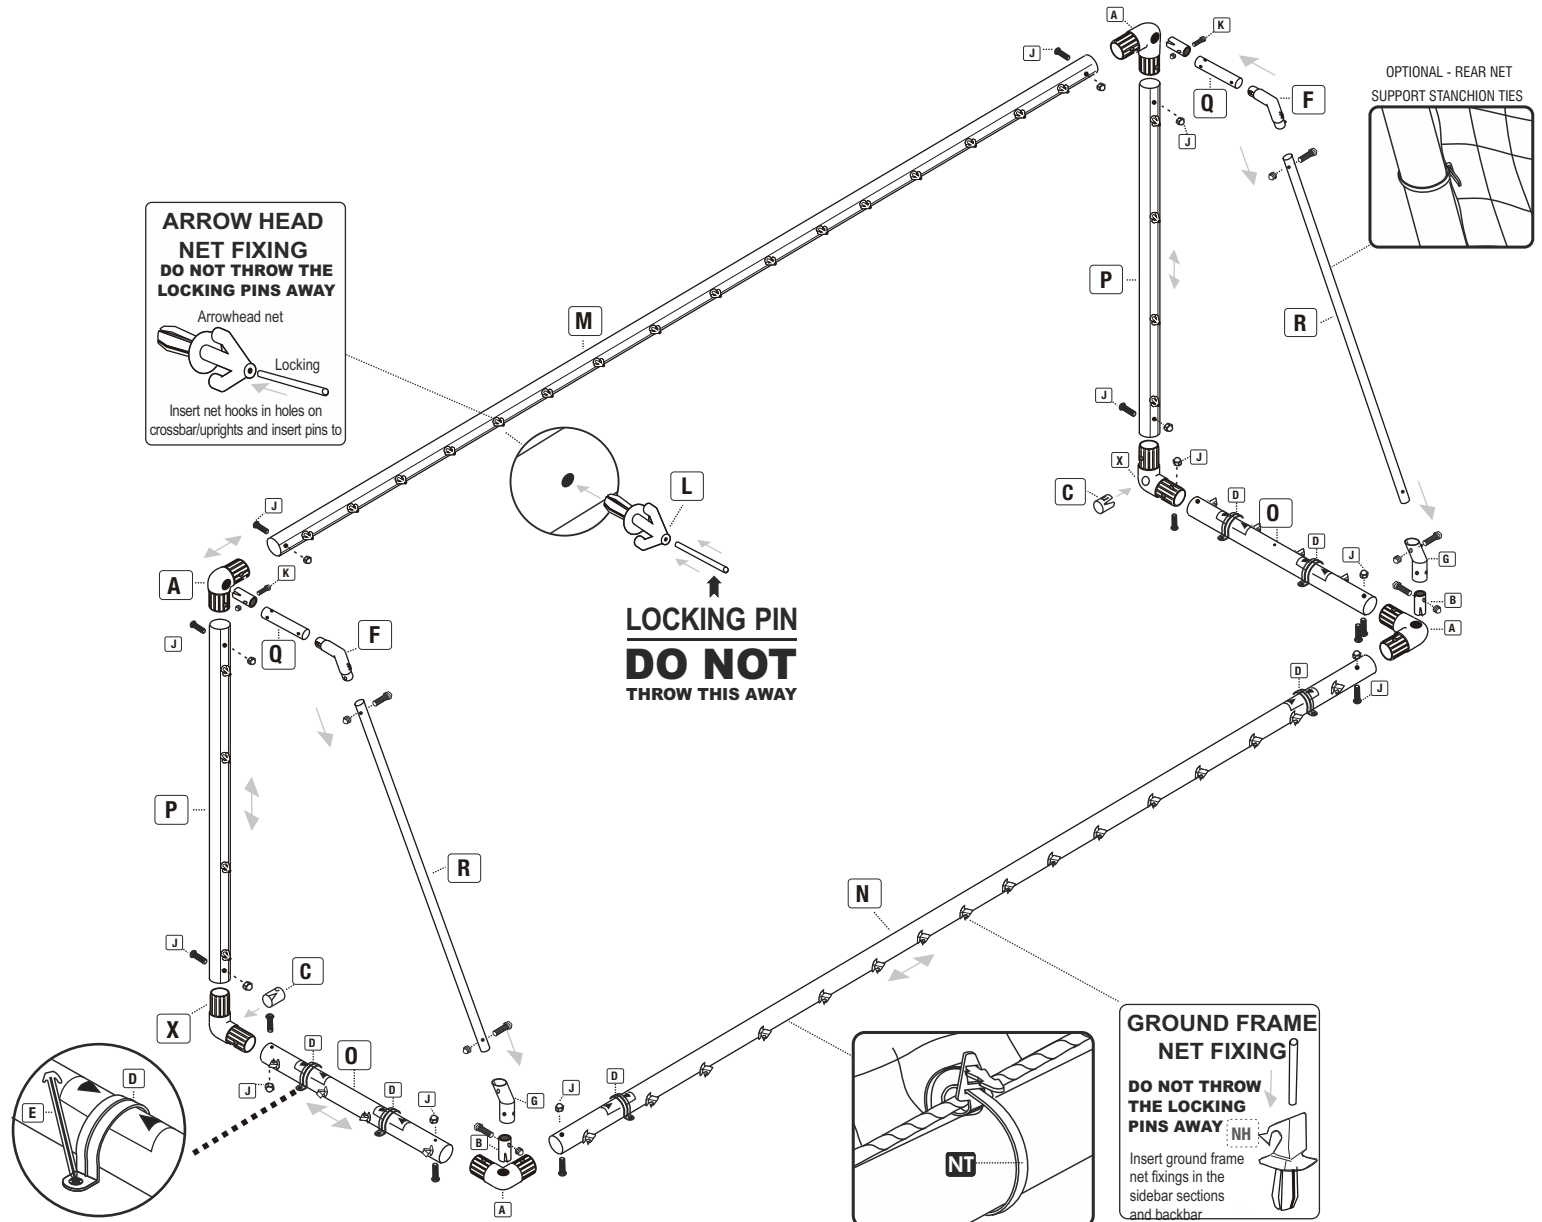 A
K
J
Q
F
J
OPTIONAL - REAR NET
SUPPORT STANCHION TIES
ARROW HEAD
NET FIXING
DO NOT THROW THE
LOCKING PINS AWAY
Arrowhead net
Locking
Insert net hooks in holes on
crossbar/uprights and insert pins to
M
P
R
J
X
J
C
D
O
D
J
G
B
A
L
LOCKING PIN
DO NOT
THROW THIS AWAY
J
A
K
J
Q
F
D
J
P
R
N
J
C
X
D
O
J
D
J
G
B
A
J
D
D
E
NT
GROUND FRAME
NET FIXING
DO NOT THROW
THE LOCKING
PINS AWAY
NH
Insert ground frame
net fixings in the
sidebar sections
and backbar